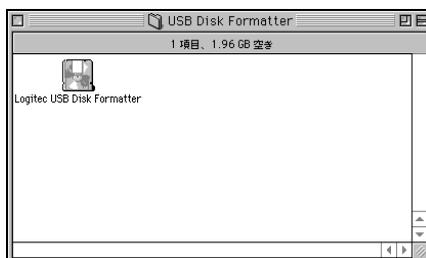 USB Disk Formatter
1 項目、1.96 GB 空き
Logitec USB Disk Formatter